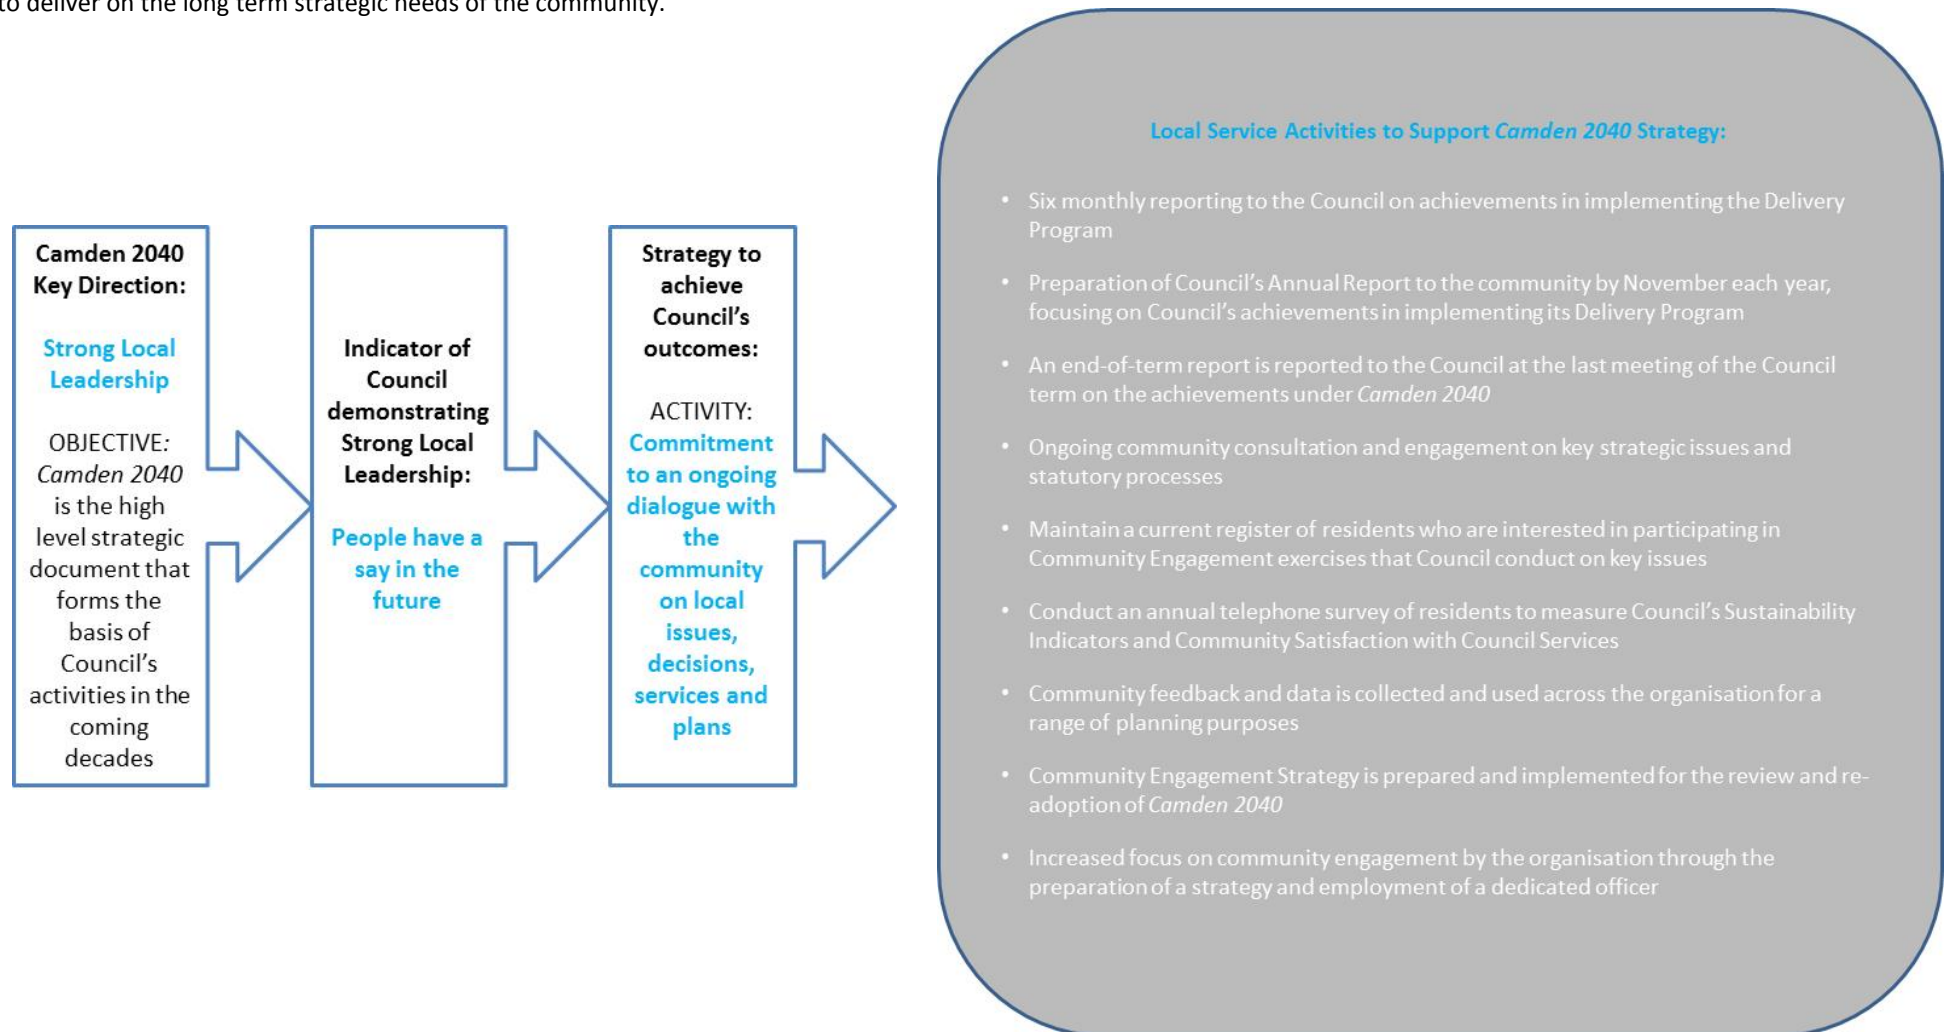 to deliver on the long term strategic needs of the community.
Camden 2040
Key Direction:
Strong Local
Leadership
OBJECTIVE:
Camden 2040
is the high
level strategic
document that
forms the
basis of
Council’s
activities in the
coming
decades
Indicator of
Council
demonstrating
Strong Local
Leadership:
People have a
say in the
future
Strategy to
achieve
Council’s
outcomes:
ACTIVITY:
Commitment
to an ongoing
dialogue with
the
community
on local
issues,
decisions,
services and
plans
Local Service Activities to Support Camden 2040 Strategy:
• Six monthly reporting to the Council on achievements in implementing the Delivery
Program
• Preparation of Council’s Annual Report to the community by November each year,
focusing on Council’s achievements in implementing its Delivery Program
• An end-of-term report is reported to the Council at the last meeting of the Council
term on the achievements under Camden 2040
• Ongoing community consultation and engagement on key strategic issues and
statutory processes
• Maintain a current register of residents who are interested in participating in
Community Engagement exercises that Council conduct on key issues
• Conduct an annual telephone survey of residents to measure Council’s Sustainability
Indicators and Community Satisfaction with Council Services
• Community feedback and data is collected and used across the organisation for a
range of planning purposes
• Community Engagement Strategy is prepared and implemented for the review and re-
adoption of Camden 2040
• Increased focus on community engagement by the organisation through the
preparation of a strategy and employment of a dedicated officer